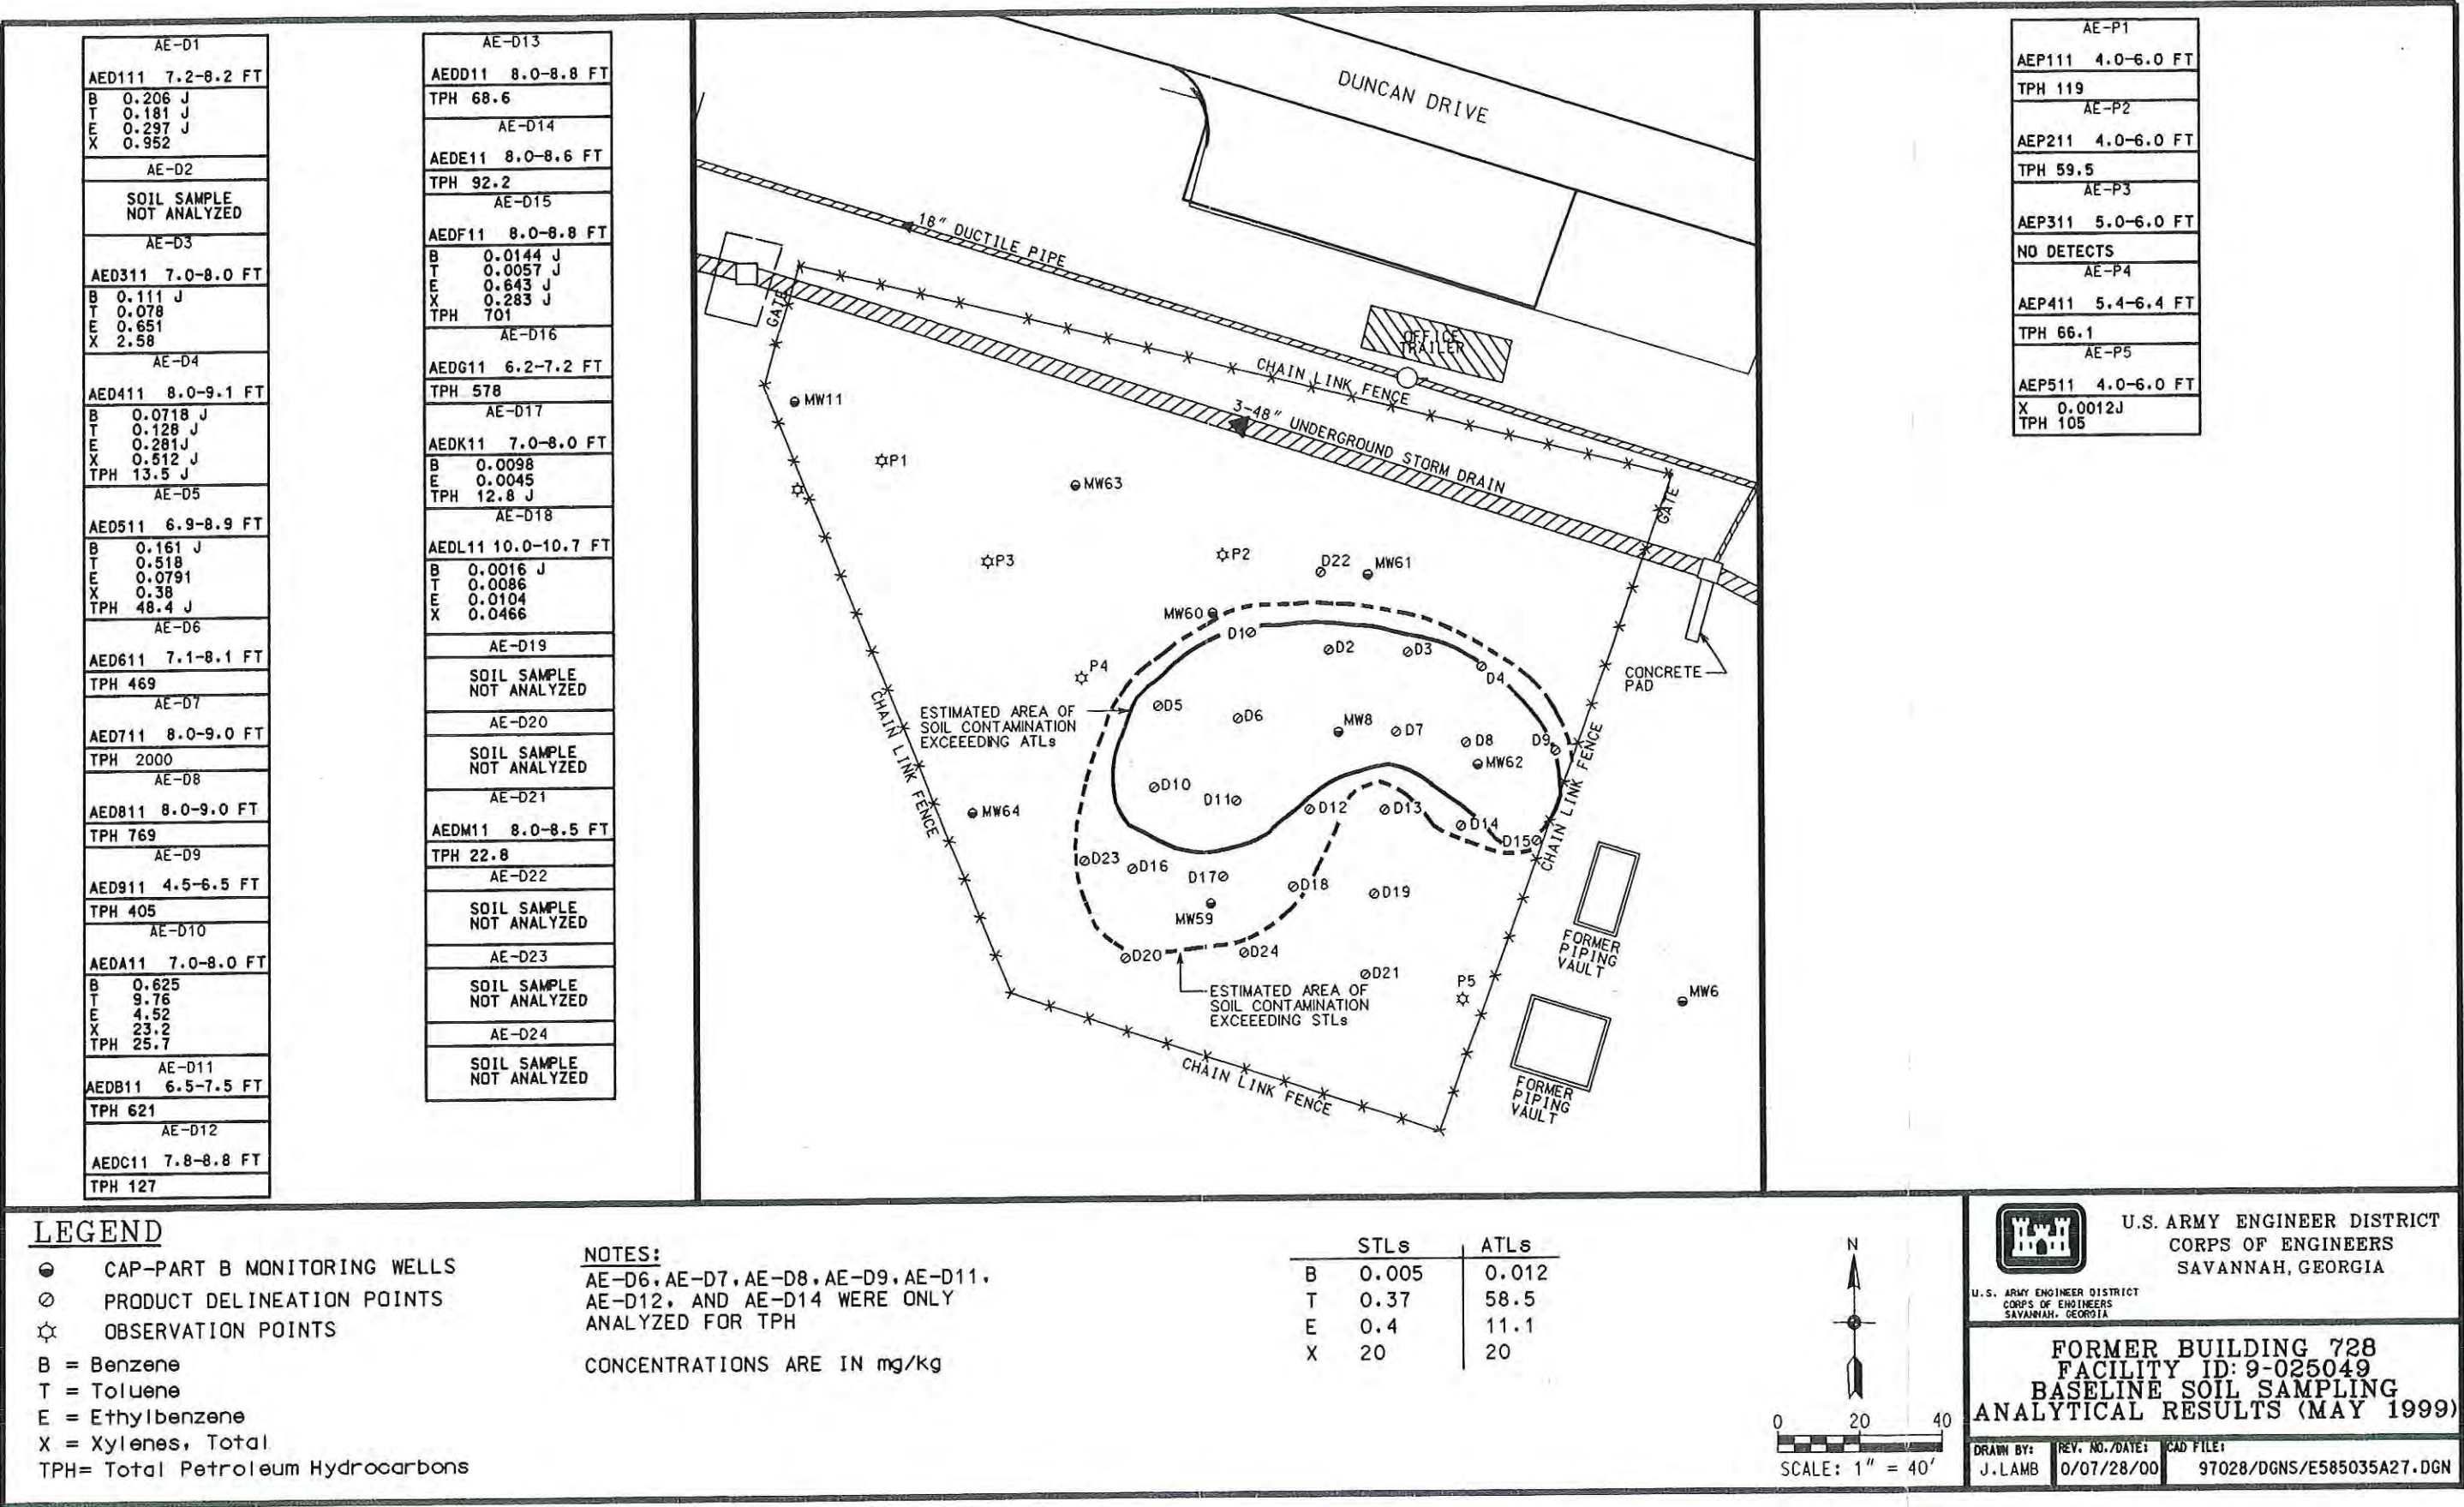 AE-D1
AED111 7.2-8.2 FT
B 0.206 J
T 0.181 J
E 0.297 J
X 0.952
AE-D2
SOIL SAMPLE
NOT ANALYZED
AE-D3
AED311 7.0-8.0 FT
B 0.111 J
T 0.078
E 0.651
X 2.58
AE-D4
AED411 8.0-9.1 FT
B 0.0718 J
T 0.128 J
E 0.281J
X 0.512 J
TPH 13.5 J
AE-D5
AED511 6.9-8.9 FT
B 0.161 J
T 0.518
E 0.0791
X 0.38
TPH 48.4 J
AE-D6
AED611 7.1-8.1 FT
TPH 469
AE-D7
AED711 8.0-9.0 FT
TPH 2000
AE-D8
AED811 8.0-9.0 FT
TPH 769
AE-D9
AED911 4.5-6.5 FT
TPH 405
AE-D10
AEDA11 7.0-8.0 FT
B 0.625
T 9.76
E 4.52
X 23.2
TPH 25.7
AE-D11
AEDB11 6.5-7.5 FT
TPH 621
AE-D12
AEDC11 7.8-8.8 FT
TPH 127
AE-D13
AEDD11 8.0-8.8 FT
TPH 68.6
AE-D14
AEDE11 8.0-8.6 FT
TPH 92.2
AE-D15
AEDF11 8.0-8.8 FT
B 0.0144 J
T 0.0057 J
E 0.643 J
X 0.283 J
TPH 701
AE-D16
AEDG11 6.2-7.2 FT
TPH 578
AE-D17
AEDK11 7.0-8.0 FT
B 0.0098
E 0.0045
TPH 12.8 J
AE-D18
AEDL11 10.0-10.7 FT
B 0.0016 J
T 0.0086
E 0.0104
X 0.0466
AE-D19
SOIL SAMPLE
NOT ANALYZED
AE-D20
SOIL SAMPLE
NOT ANALYZED
AE-D21
AEDM11 8.0-8.5 FT
TPH 22.8
AE-D22
SOIL SAMPLE
NOT ANALYZED
AE-D23
SOIL SAMPLE
NOT ANALYZED
AE-D24
SOIL SAMPLE
NOT ANALYZED
DUNCAN DRIVE
18" DUCTILE PIPE
GATE
OFFICE
TRAILER
CHAIN LINK FENCE
3-48" UNDERGROUND STORM DRAIN
MW11
P1
MW63
GATE
P3
P2
D22
MW61
MW60
D1
D2
D3
D4
CONCRETE
PAD
P4
D5
D6
MW8
D7
D8
D9
MW62
ESTIMATED AREA OF
SOIL CONTAMINATION
EXCEEEDING ATLs
CHAIN LINK FENCE
CHAIN LINK FENCE
D10
D11
D12
D13
D14
D15
MW64
D23
D16
D17
D18
D19
MW59
D20
D24
D21
P5
MW6
FORMER
PIPING
VAULT
ESTIMATED AREA OF
SOIL CONTAMINATION
EXCEEEDING STLs
CHAIN LINK FENCE
FORMER
PIPING
VAULT
AE-P1
AEP111 4.0-6.0 FT
TPH 119
AE-P2
AEP211 4.0-6.0 FT
TPH 59.5
AE-P3
AEP311 5.0-6.0 FT
NO DETECTS
AE-P4
AEP411 5.4-6.4 FT
TPH 66.1
AE-P5
AEP511 4.0-6.0 FT
X 0.0012J
TPH 105
LEGEND
CAP-PART B MONITORING WELLS
PRODUCT DELINEATION POINTS
OBSERVATION POINTS
B = Benzene
T = Toluene
E = Ethylbenzene
X = Xylenes, Total
TPH= Total Petroleum Hydrocarbons
NOTES:
AE-D6, AE-D7, AE-D8, AE-D9, AE-D11,
AE-D12, AND AE-D14 WERE ONLY
ANALYZED FOR TPH
CONCENTRATIONS ARE IN mg/kg
STLs ATLs
B 0.005 0.012
T 0.37 58.5
E 0.4 11.1
X 20 20
N
0 20 40
SCALE: 1" = 40'
U.S. ARMY ENGINEER DISTRICT
CORPS OF ENGINEERS
SAVANNAH, GEORGIA
U.S. ARMY ENGINEER DISTRICT
CORPS OF ENGINEERS
SAVANNAH, GEORGIA
FORMER BUILDING 728
FACILITY ID: 9-025049
BASELINE SOIL SAMPLING
ANALYTICAL RESULTS (MAY 1999)
DRAWN BY: REV. NO./DATE: CAD FILE:
J.LAMB 0/07/28/00 97028/DGNS/E585035A27.DGN